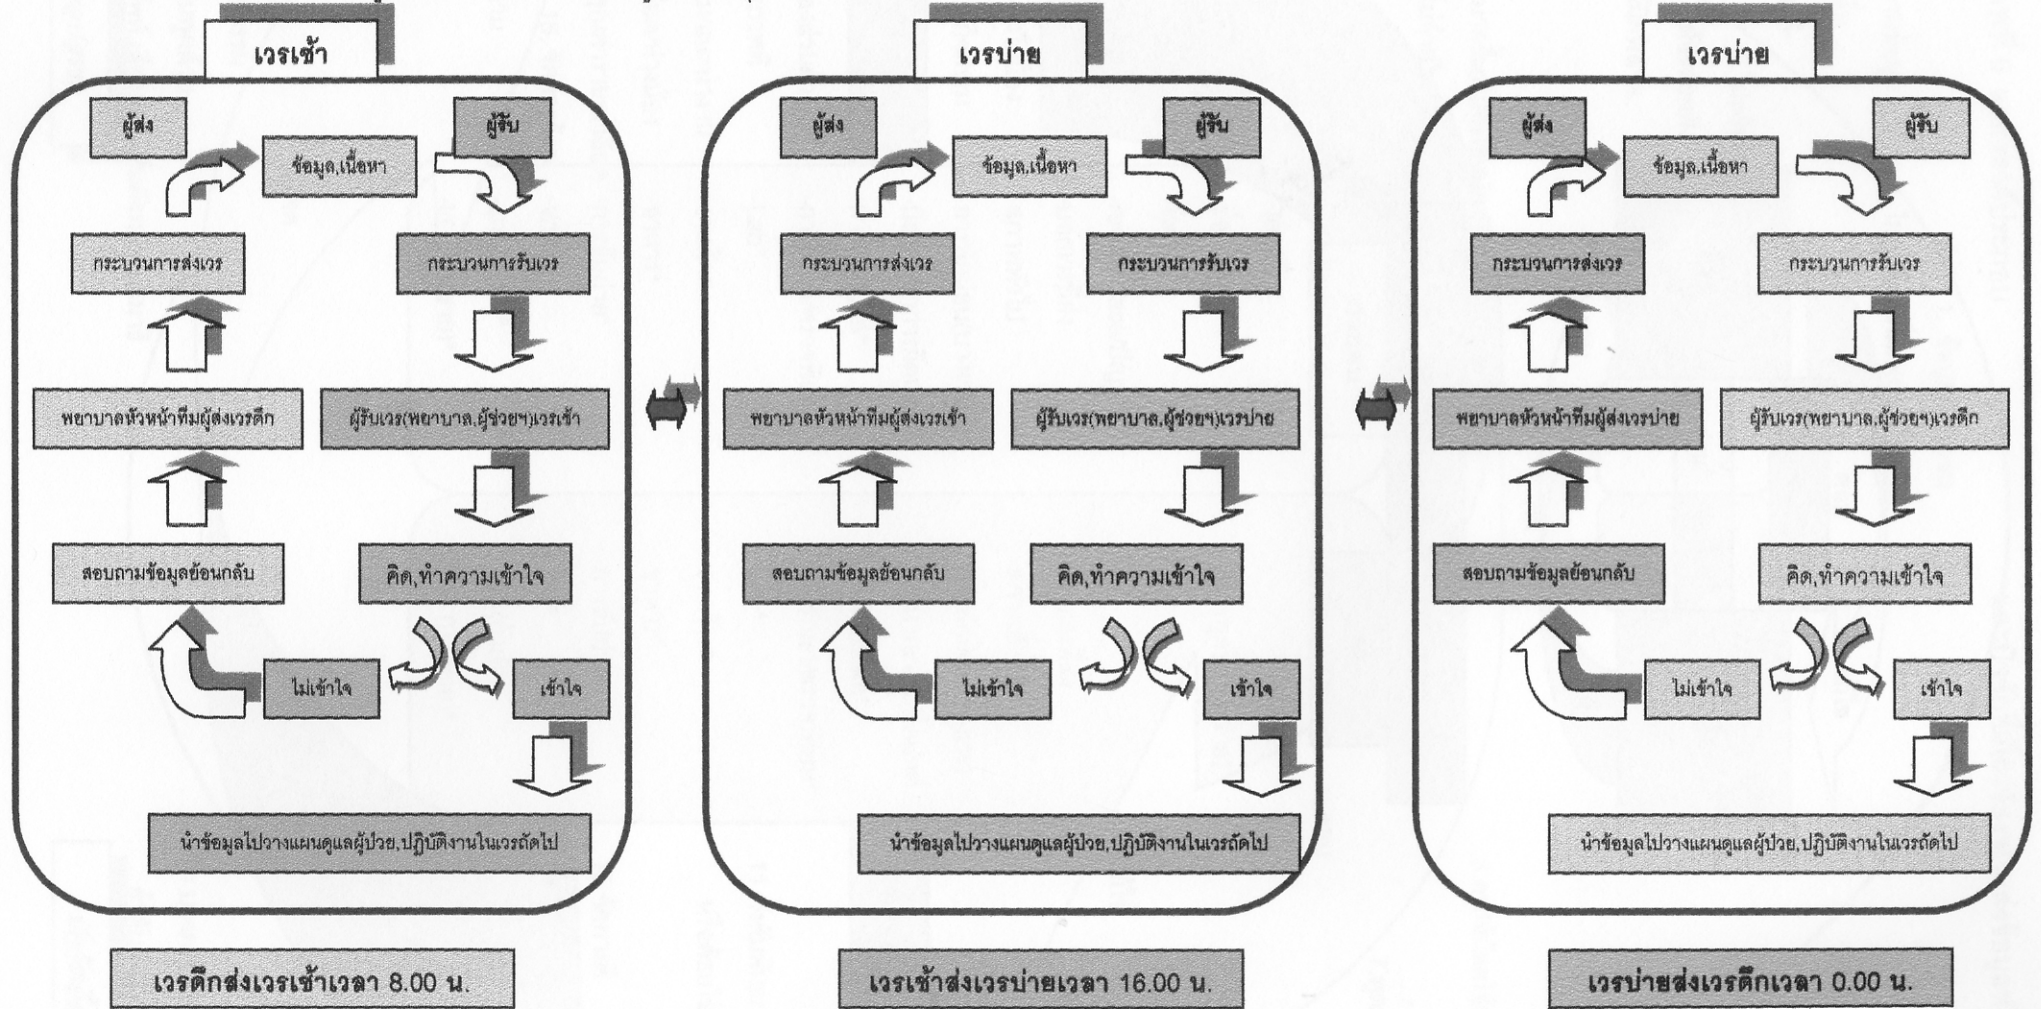 เวรเช้า
ผู้ส่ง
ผู้รับ
ข้อมูล,เนื้อหา
กระบวนการส่งเวร
กระบวนการรับเวร
พยาบาลหัวหน้าทีมผู้ส่งเวรดึก
ผู้รับเวร(พยาบาล,ผู้ช่วยฯ)เวรเช้า
สอบถามข้อมูลย้อนกลับ
คิด,ทำความเข้าใจ
ไม่เข้าใจ
เข้าใจ
นำข้อมูลไปวางแผนดูแลผู้ป่วย,ปฏิบัติงานในเวรถัดไป
เวรดึกส่งเวรเช้าเวลา 8.00 น.
เวรบ่าย
ผู้ส่ง
ผู้รับ
ข้อมูล,เนื้อหา
กระบวนการส่งเวร
กระบวนการรับเวร
พยาบาลหัวหน้าทีมผู้ส่งเวรเช้า
ผู้รับเวร(พยาบาล,ผู้ช่วยฯ)เวรบ่าย
สอบถามข้อมูลย้อนกลับ
คิด,ทำความเข้าใจ
ไม่เข้าใจ
เข้าใจ
นำข้อมูลไปวางแผนดูแลผู้ป่วย,ปฏิบัติงานในเวรถัดไป
เวรเช้าส่งเวรบ่ายเวลา 16.00 น.
เวรบ่าย
ผู้ส่ง
ผู้รับ
ข้อมูล,เนื้อหา
กระบวนการส่งเวร
กระบวนการรับเวร
พยาบาลหัวหน้าทีมผู้ส่งเวรบ่าย
ผู้รับเวร(พยาบาล,ผู้ช่วยฯ)เวรดึก
สอบถามข้อมูลย้อนกลับ
คิด,ทำความเข้าใจ
ไม่เข้าใจ
เข้าใจ
นำข้อมูลไปวางแผนดูแลผู้ป่วย,ปฏิบัติงานในเวรถัดไป
เวรบ่ายส่งเวรดึกเวลา 0.00 น.